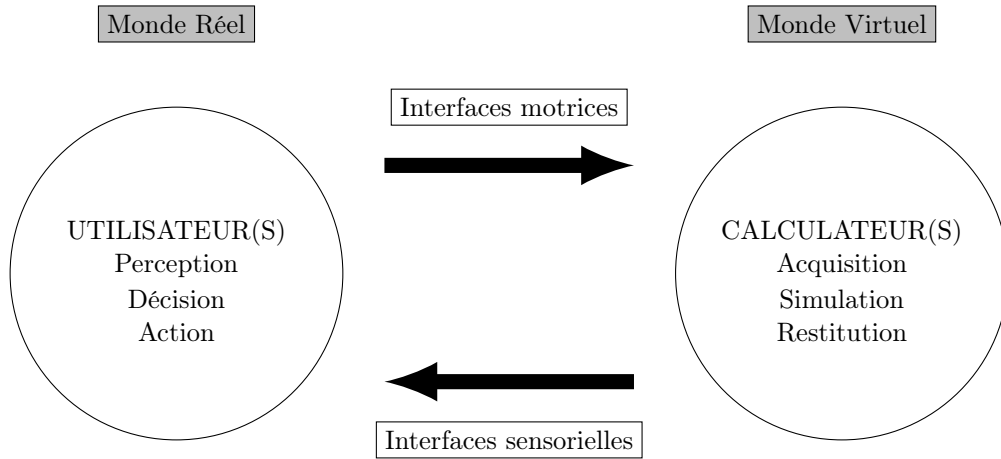 Monde Réel
Monde Virtuel
Interfaces motrices
UTILISATEUR(S)
Perception
Décision
Action
CALCULATEUR(S)
Acquisition
Simulation
Restitution
Interfaces sensorielles